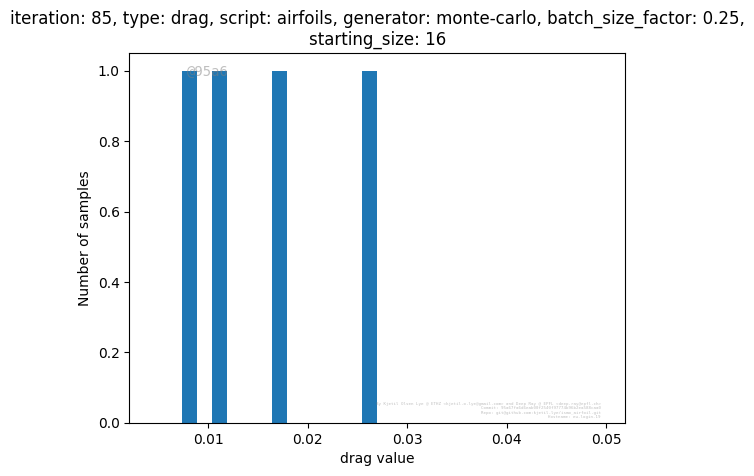 iteration: 85, type: drag, script: airfoils, generator: monte-carlo, batch_size_factor: 0.25,
starting_size: 16
@95a6
1.0
0.8
0.6
0.4
0.2
0.0
Number of samples
0.01
0.02
0.03
0.04
0.05
drag value